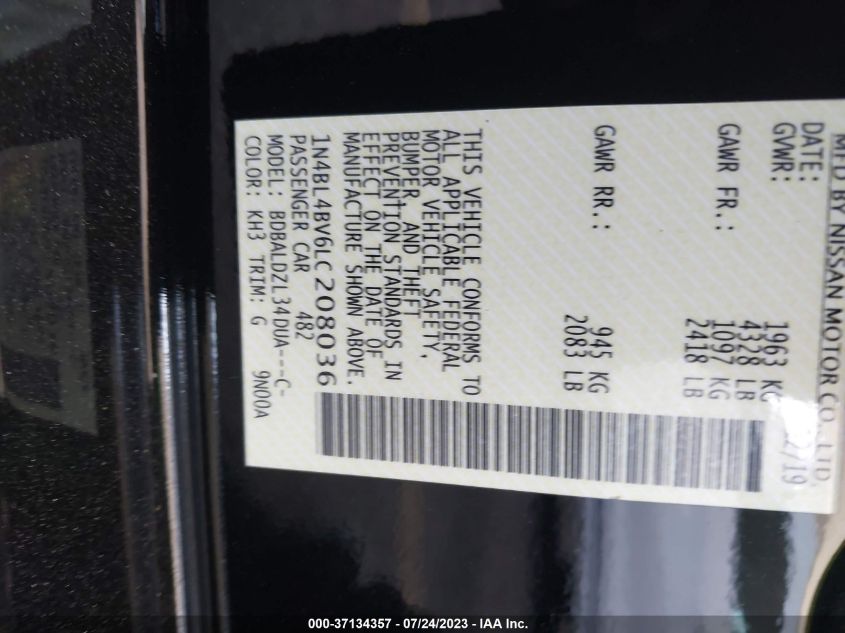 MFD BY NISSAN MOTOR CO., LTD.
DATE: 2/19
GVWR: 1963 KG
4328 LB
GAWR FR.: 1097 KG
2418 LB
GAWR RR.: 945 KG
2083 LB
THIS VEHICLE CONFORMS TO
ALL APPLICABLE FEDERAL
MOTOR VEHICLE SAFETY,
BUMPER, AND THEFT
PREVENTION STANDARDS IN
EFFECT ON THE DATE OF
MANUFACTURE SHOWN ABOVE.
1N4BL4BV6LC208036
PASSENGER CAR 482
MODEL: BDBALDZL34DUA---C-
COLOR: KH3 TRIM: G 9N00A
000-37134357 - 07/24/2023 - IAA Inc.